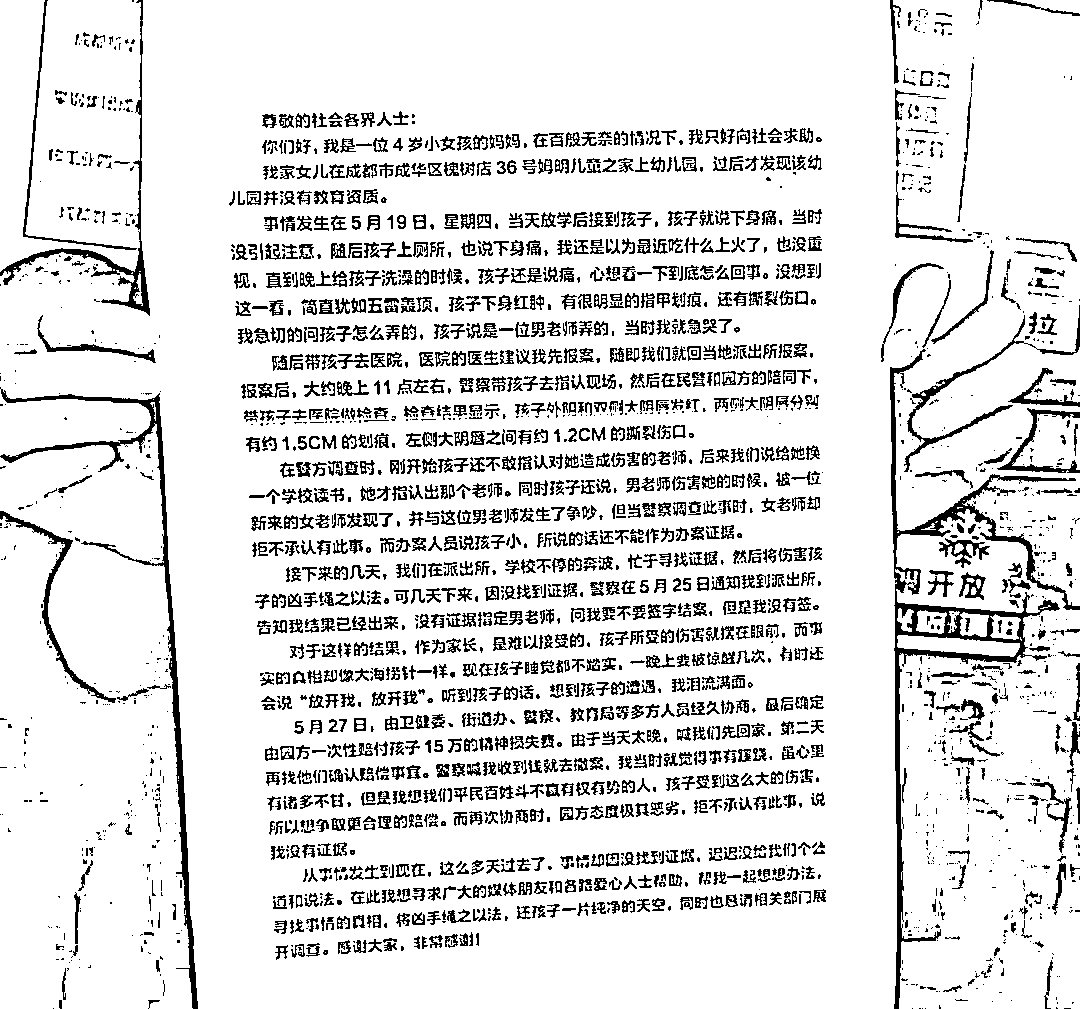 尊敬的社会各界人士：
你们好，我是一位 4 岁小女孩的妈妈，在百般无奈的情况下，我只好向社会求助。
我家女儿在成都市成华区槐树店 36 号姆明儿童之家上幼儿园，过后才发现该幼
儿园并没有教育资质。
事情发生在 5 月 19 日，星期四，当天放学后接到孩子，孩子就说下身痛，当时
没引起注意，随后孩子上厕所，也说下身痛，我还是以为最近吃什么上火了，也没重
视，直到晚上给孩子洗澡的时候，孩子还是说痛，心想看一下到底怎么回事。没想到
这一看，简直犹如五雷轰顶，孩子下身红肿，有很明显的指甲划痕，还有撕裂伤口。
我急切的问孩子怎么弄的，孩子说是一位男老师弄的，当时我就急哭了。
随后带孩子去医院，医院的医生建议我先报案，随即我们就回当地派出所报案，
报案后，大约晚上 11 点左右，警察带孩子去指认现场，然后在民警和园方的陪同下，
带孩子去医院做检查。检查结果显示，孩子外阴和双侧大阴唇发红，两侧大阴唇分别
有约 1.5CM 的划痕，左侧大阴唇之间有约 1.2CM 的撕裂伤口。
在警方调查时，刚开始孩子还不敢指认对她造成伤害的老师，后来我们说给她换
一个学校读书，她才指认出那个老师。同时孩子还说，男老师伤害她的时候，被一位
新来的女老师发现了，并与这位男老师发生了争吵，但当警察调查此事时，女老师却
拒不承认有此事。而办案人员说孩子小，所说的话还不能作为办案证据。
接下来的几天，我们在派出所，学校不停的奔波，忙于寻找证据，然后将伤害孩
子的凶手绳之以法。可几天下来，因没找到证据，警察在 5 月 25 日通知我到派出所，
告知我结果已经出来，没有证据指定男老师，问我要不要签字结案，但是我没有签。
对于这样的结果，作为家长，是难以接受的，孩子所受的伤害就摆在眼前，而事
实的真相却像大海捞针一样。现在孩子睡觉都不踏实，一晚上要被惊醒几次，有时还
会说“放开我，放开我”。听到孩子的话，想到孩子的遭遇，我泪流满面。
5 月 27 日，由卫健委、街道办、警察、教育局等多方人员经久协商，最后确定
由园方一次性赔付孩子 15 万的精神损失费。由于当天太晚，喊我们先回家，第二天
再找他们确认赔偿事宜。警察喊我收到钱就去撤案，我当时就觉得事有蹊跷，虽心里
有诸多不甘，但是我想我们平民百姓斗不赢有权有势的人，孩子受到这么大的伤害，
所以想争取更合理的赔偿。而再次协商时，园方态度极其恶劣，拒不承认有此事，说
我没有证据。
从事情发生到现在，这么多天过去了，事情却因没找到证据，迟迟没给我们个公
道和说法。在此我想寻求广大的媒体朋友和各路爱心人士帮助，帮我一起想想办法，
寻找事情的真相，将凶手绳之以法，还孩子一片纯净的天空，同时也恳请相关部门展
开调查。感谢大家，非常感谢！
提示
拉
调开放